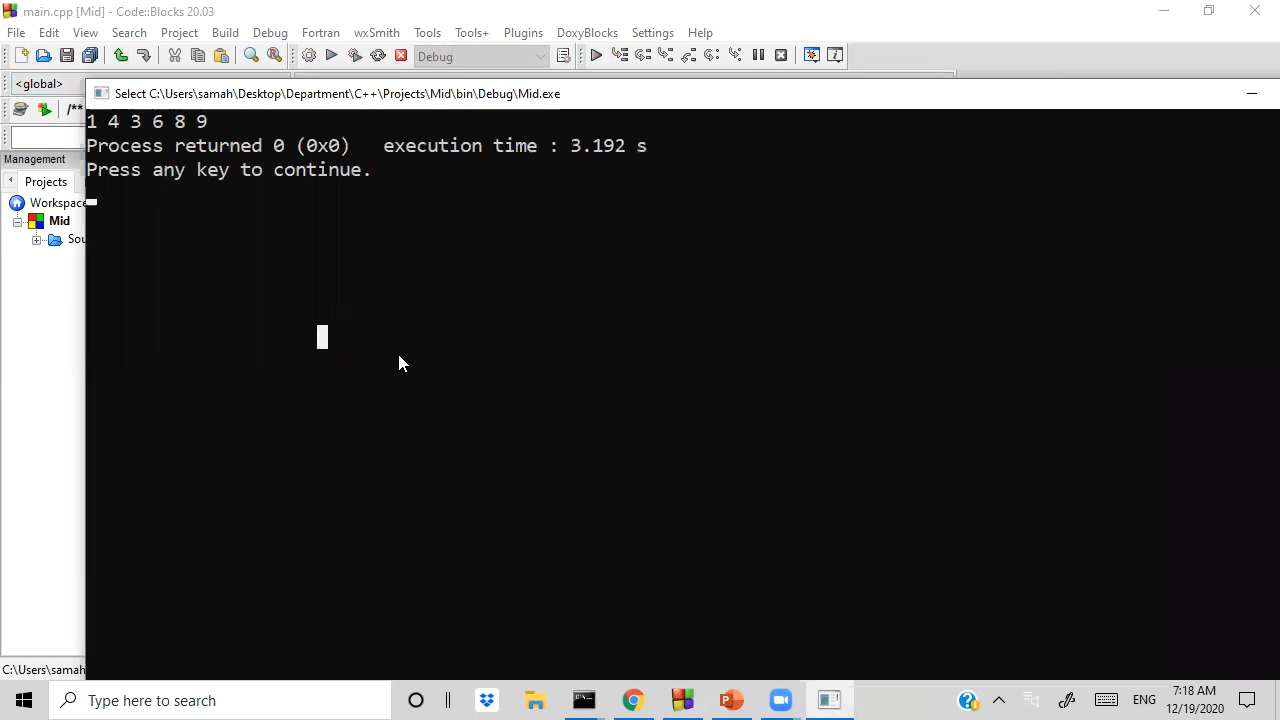 main.cpp [Mid] - Code::Blocks 20.03
File Edit View Search Project Build Debug Fortran wxSmith Tools Tools+ Plugins DoxyBlocks Settings Help
Debug
<global>
Select C:\Users\samah\Desktop\Department\C++\Projects\Mid\bin\Debug\Mid.exe
/**
1 4 3 6 8 9
Process returned 0 (0x0)   execution time : 3.192 s
Press any key to continue.
Management
Projects
Workspace
Mid
Sou
C:\Users\samah
Type here to search
ENG
7:18 AM
12/19/2020